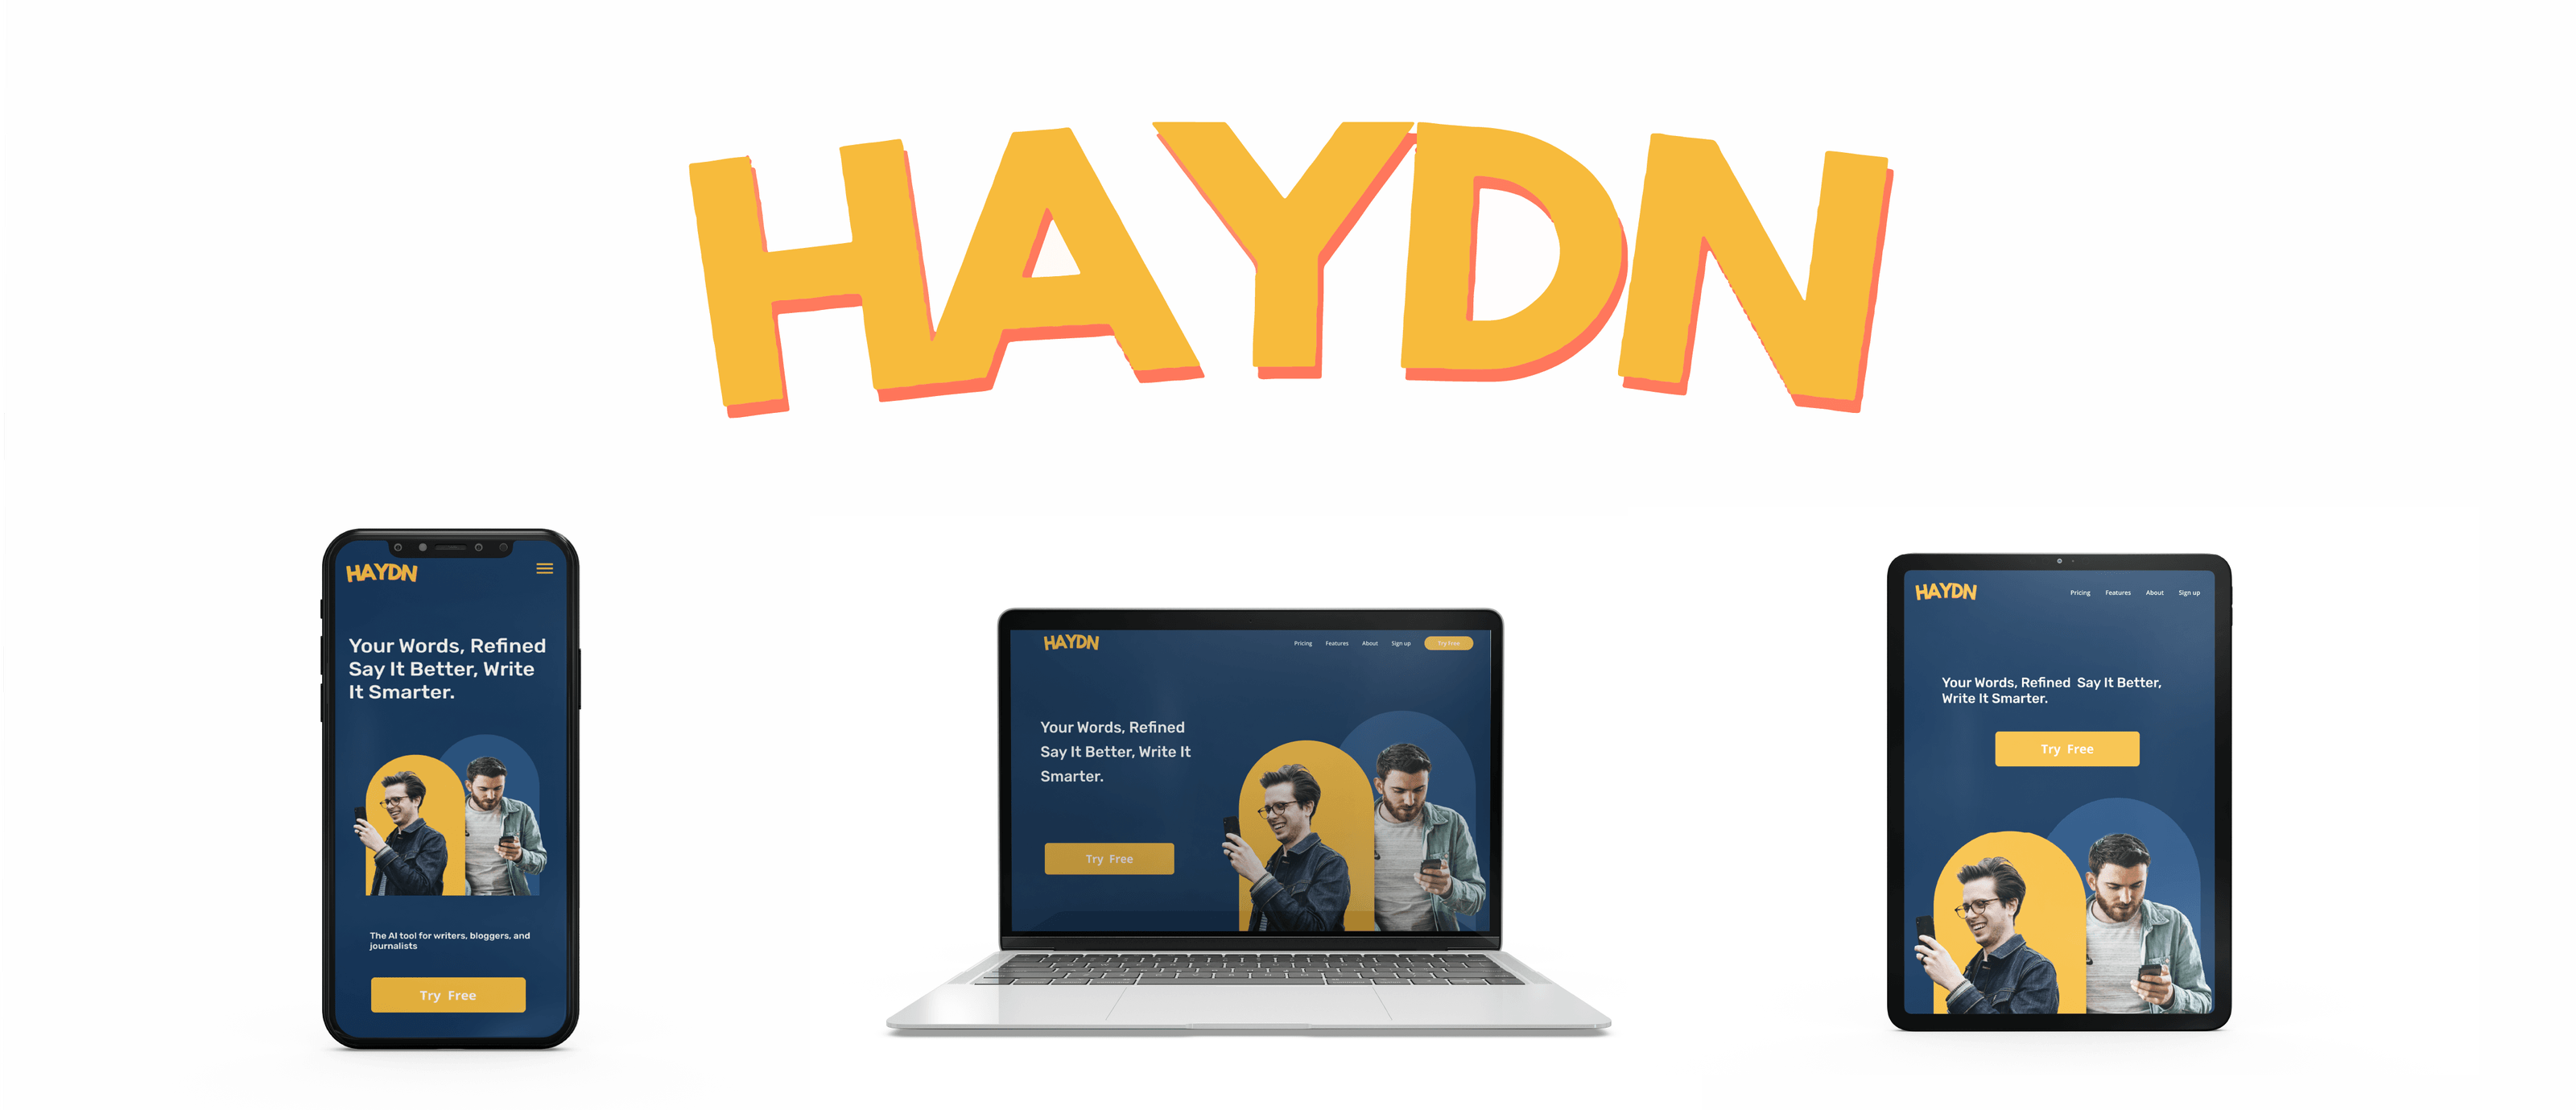 HAYDN
HAYDN
Your Words, Refined
Say It Better, Write
It Smarter.
The AI tool for writers, bloggers, and
journalists
Try Free
HAYDN
Pricing Features About Sign up Try Free
Your Words, Refined
Say It Better, Write It
Smarter.
Try Free
HAYDN
Pricing Features About Sign up
Your Words, Refined Say It Better,
Write It Smarter.
Try Free